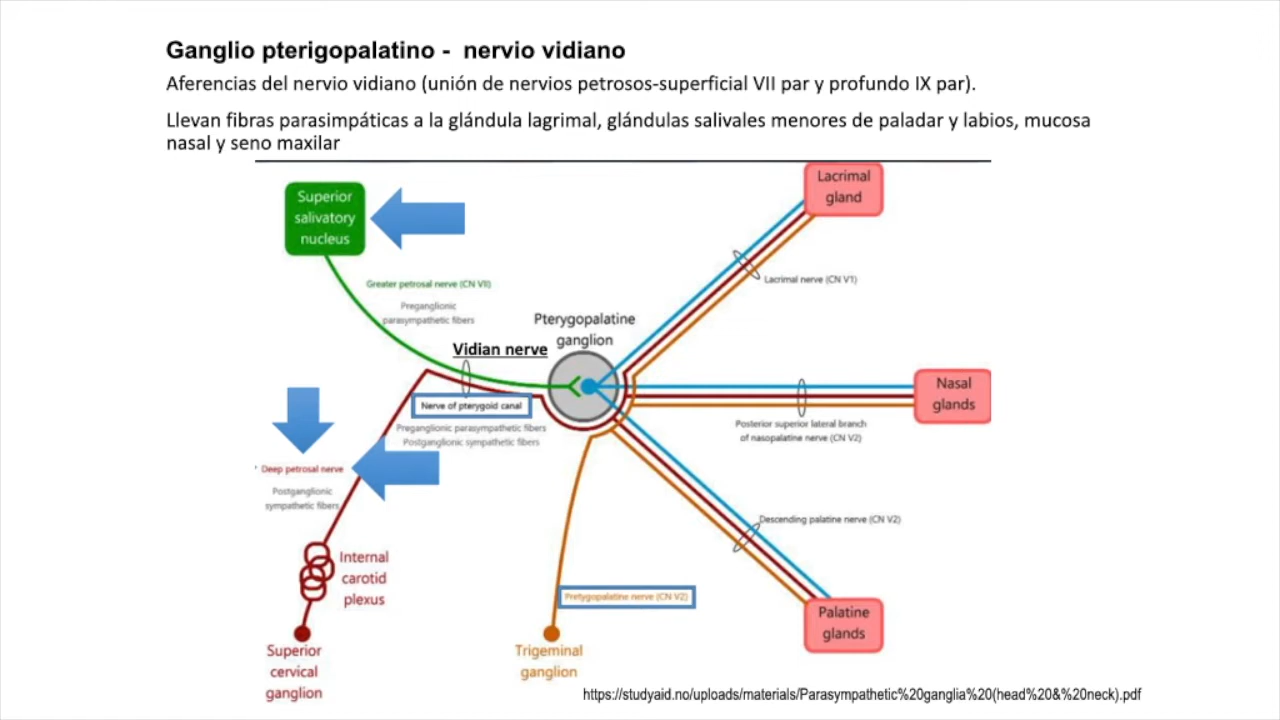 Ganglio pterigopalatino -  nervio vidiano
Aferencias del nervio vidiano (unión de nervios petrosos-superficial VII par y profundo IX par).
Llevan fibras parasimpáticas a la glándula lagrimal, glándulas salivales menores de paladar y labios, mucosa
nasal y seno maxilar
Superior
salivatory
nucleus
Lacrimal
gland
Greater petrosal nerve (CN VII)
Preganglionic
parasympathetic fibers
Lacrimal nerve (CN V1)
Pterygopalatine
ganglion
Vidian nerve
Nerve of pterygoid canal
Preganglionic parasympathetic fibers
Postganglionic sympathetic fibers
Nasal
glands
Posterior superior lateral branch
of nasopalatine nerve (CN V2)
Deep petrosal nerve
Postganglionic
sympathetic fibers
Descending palatine nerve (CN V2)
Internal
carotid
plexus
Pretygopalatine nerve (CN V2)
Palatine
glands
Superior
cervical
ganglion
Trigeminal
ganglion
https://studyaid.no/uploads/materials/Parasympathetic%20ganglia%20(head%20&%20neck).pdf